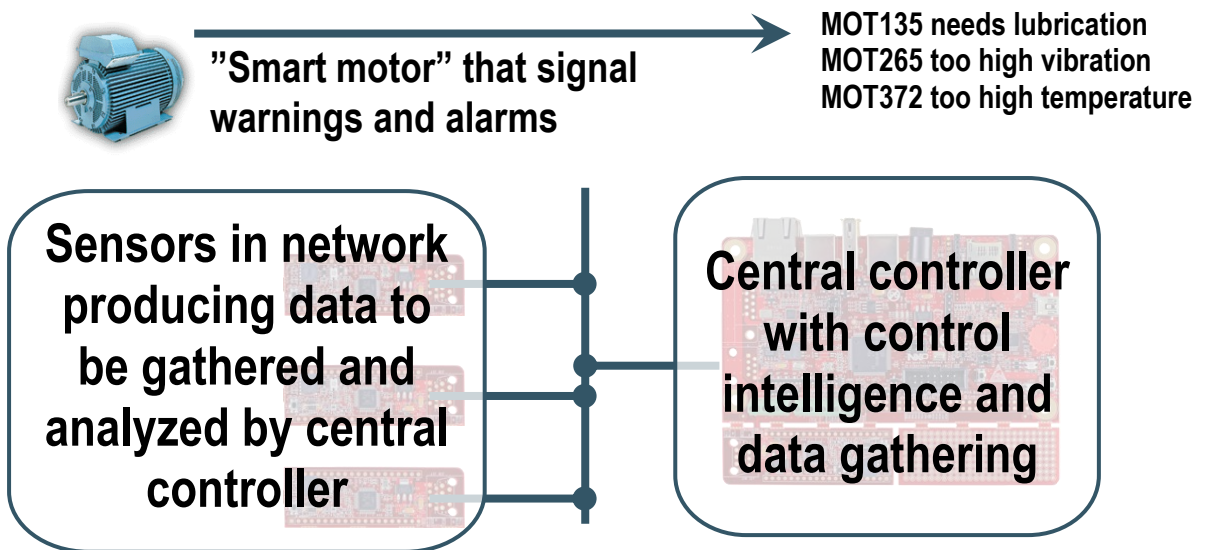 ”Smart motor” that signal
warnings and alarms
MOT135 needs lubrication
MOT265 too high vibration
MOT372 too high temperature
Sensors in network
producing data to
be gathered and
analyzed by central
controller
Central controller
with control
intelligence and
data gathering